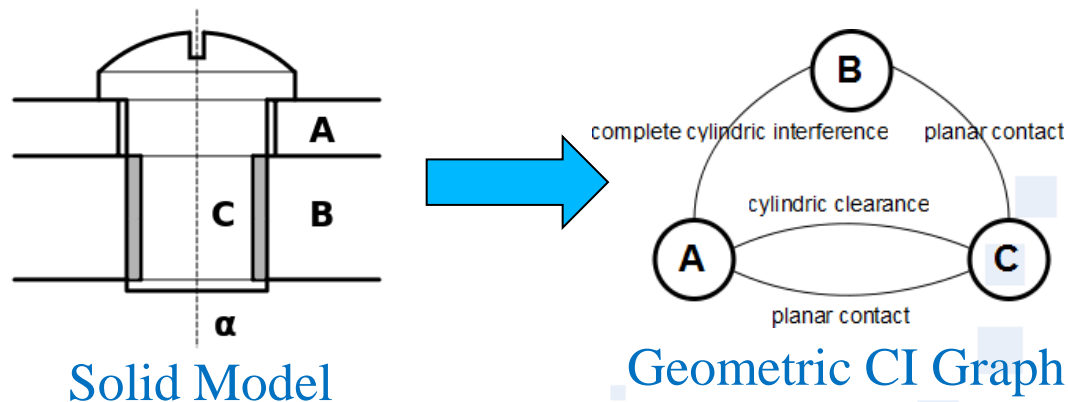 A
C
B
α
Solid Model
B
complete cylindric interference
planar contact
cylindric clearance
A
C
planar contact
Geometric CI Graph